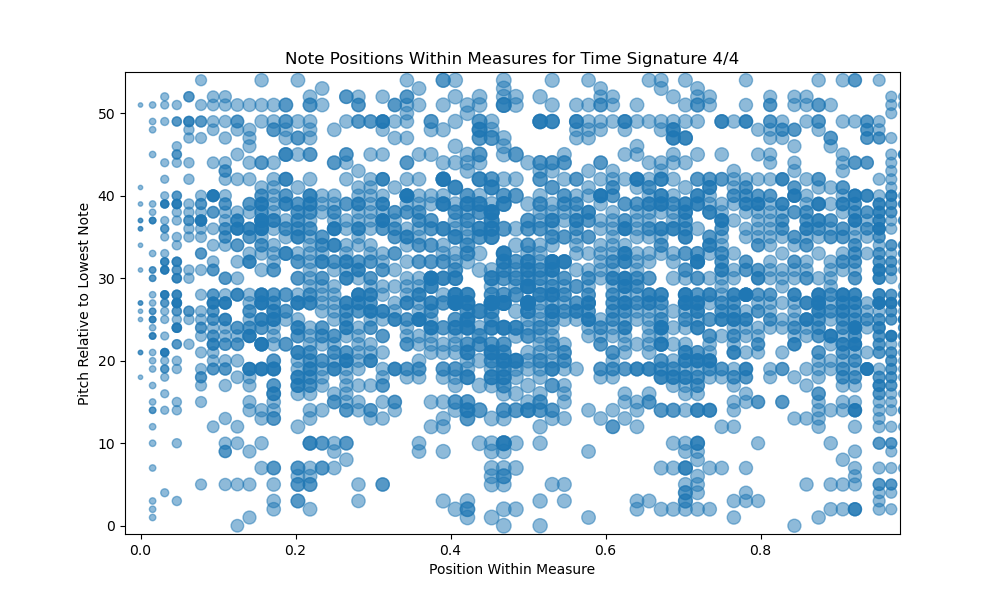 Note Positions Within Measures for Time Signature 4/4
50
40
30
20
10
0
Pitch Relative to Lowest Note
0.0 0.2 0.4 0.6 0.8
Position Within Measure